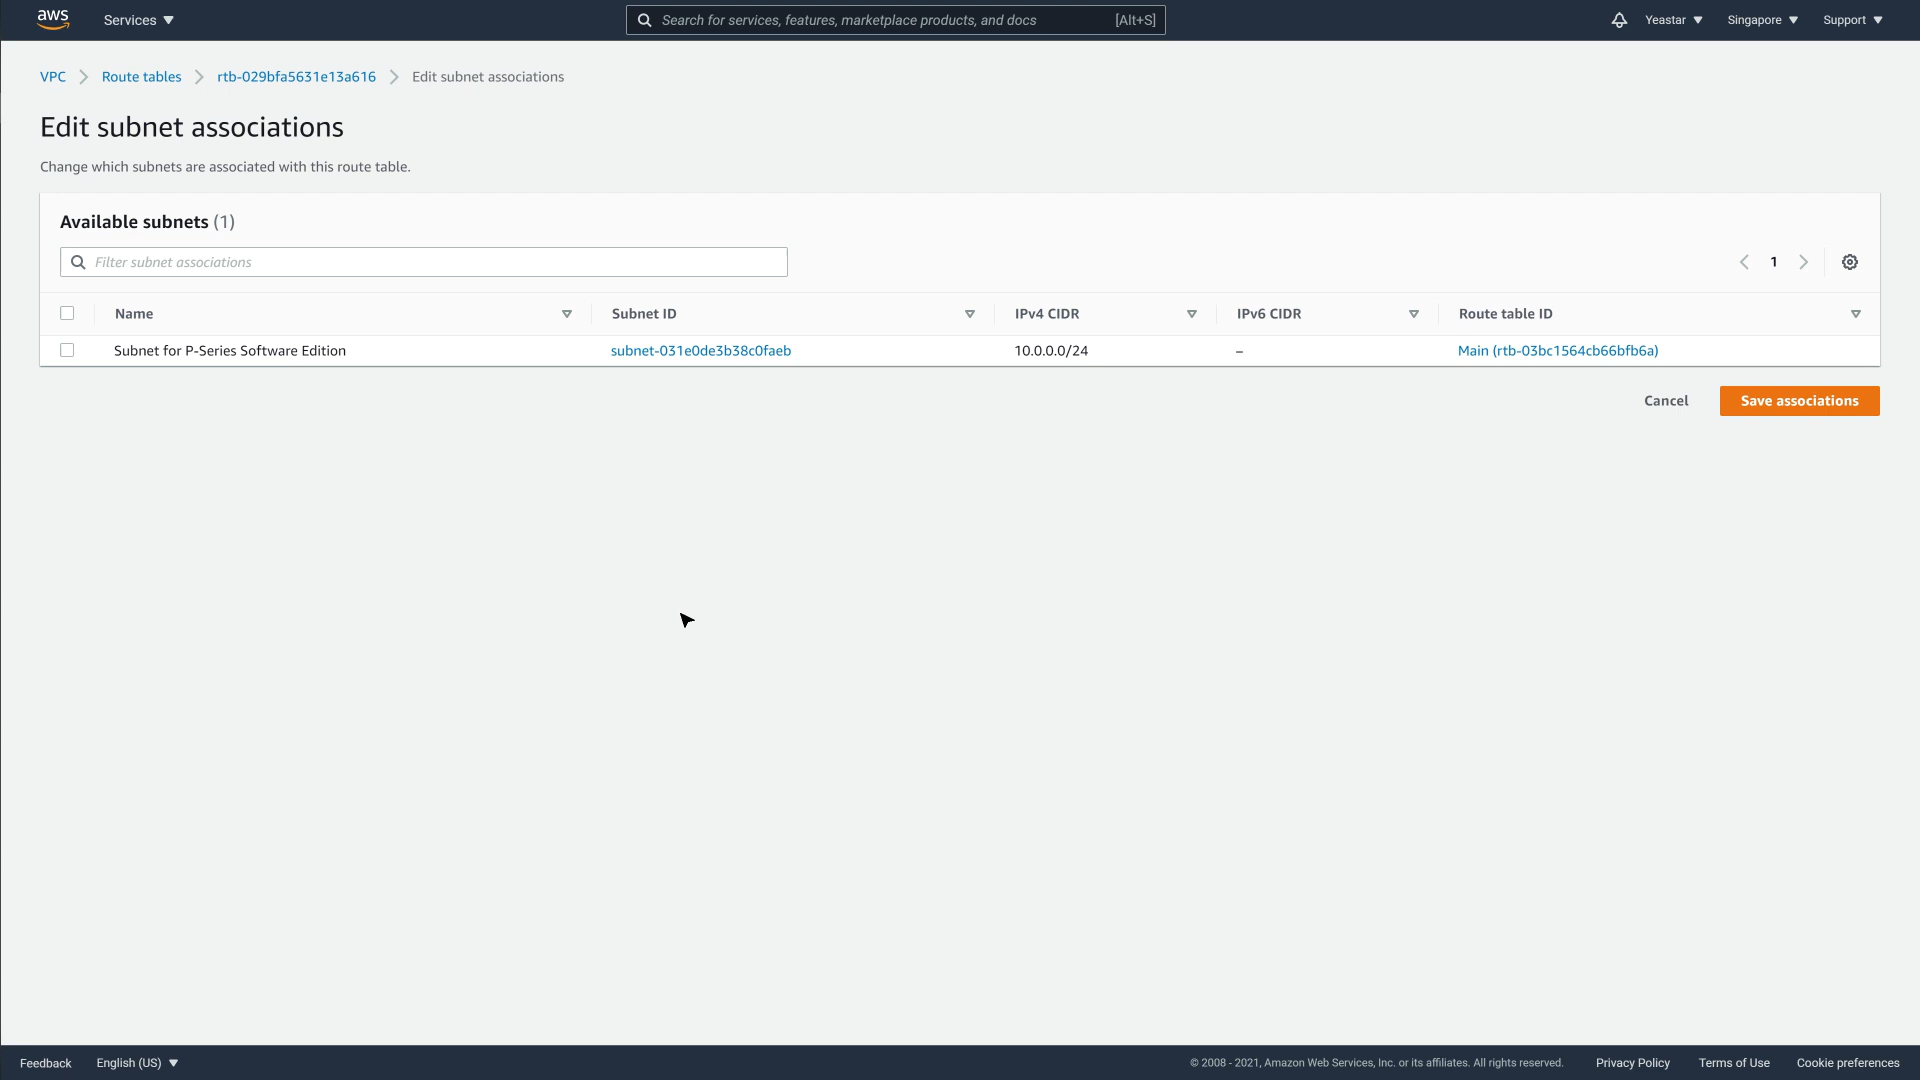 aws
Services
Search for services, features, marketplace products, and docs [Alt+S]
Yeastar
Singapore
Support
VPC > Route tables > rtb-029bfa5631e13a616 > Edit subnet associations
Edit subnet associations
Change which subnets are associated with this route table.
Available subnets (1)
Filter subnet associations
1
Name Subnet ID IPv4 CIDR IPv6 CIDR Route table ID
Subnet for P-Series Software Edition subnet-031e0de3b38c0faeb 10.0.0.0/24 – Main (rtb-03bc1564cb66bfb6a)
Cancel Save associations
Feedback English (US) © 2008 - 2021, Amazon Web Services, Inc. or its affiliates. All rights reserved. Privacy Policy Terms of Use Cookie preferences